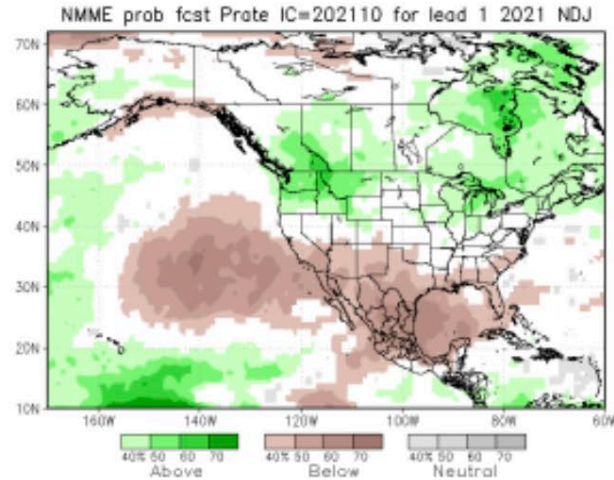 NMME prob fcst Prate IC=202110 for lead 1 2021 NDJ
70N
60N
50N
40N
30N
20N
10N
160W 140W 120W 100W 80W 60W
40% 50 60 70 40% 50 60 70 40% 50 60 70
Above Below Neutral